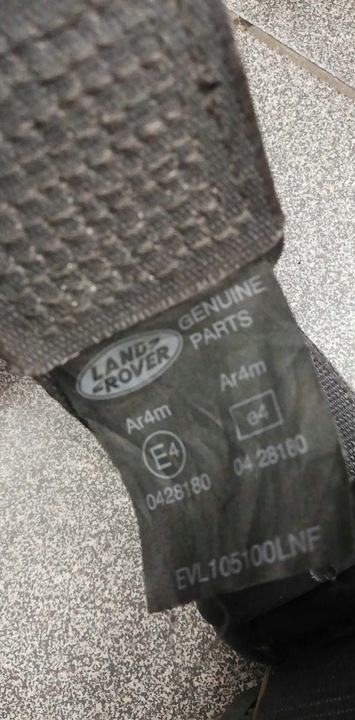 LAND
ROVER
GENUINE
PARTS
Ar4m
E4
0428180
Ar4m
e4
04 28180
EVL105100LNF